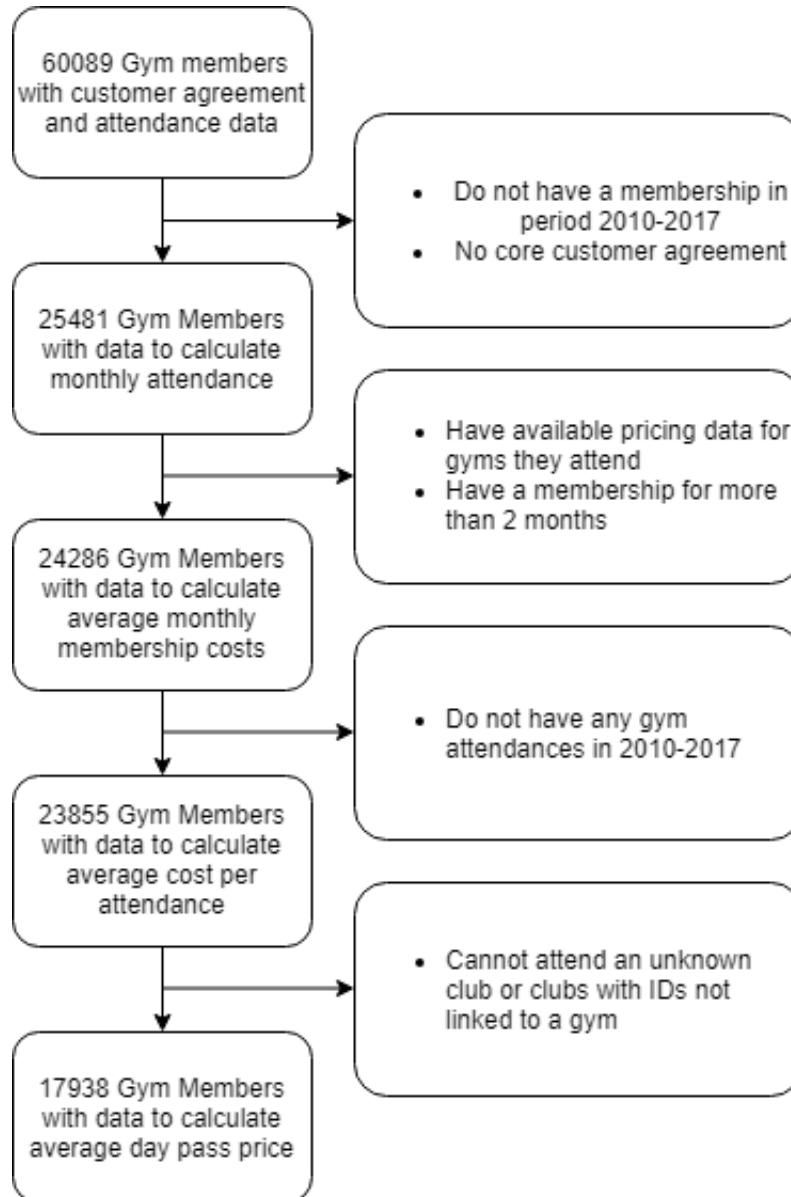 60089 Gym members
with customer agreement
and attendance data
• Do not have a membership in
period 2010-2017
• No core customer agreement
25481 Gym Members
with data to calculate
monthly attendance
• Have available pricing data for
gyms they attend
• Have a membership for more
than 2 months
24286 Gym Members
with data to calculate
average monthly
membership costs
• Do not have any gym
attendances in 2010-2017
23855 Gym Members
with data to calculate
average cost per
attendance
• Cannot attend an unknown
club or clubs with IDs not
linked to a gym
17938 Gym Members
with data to calculate
average day pass price